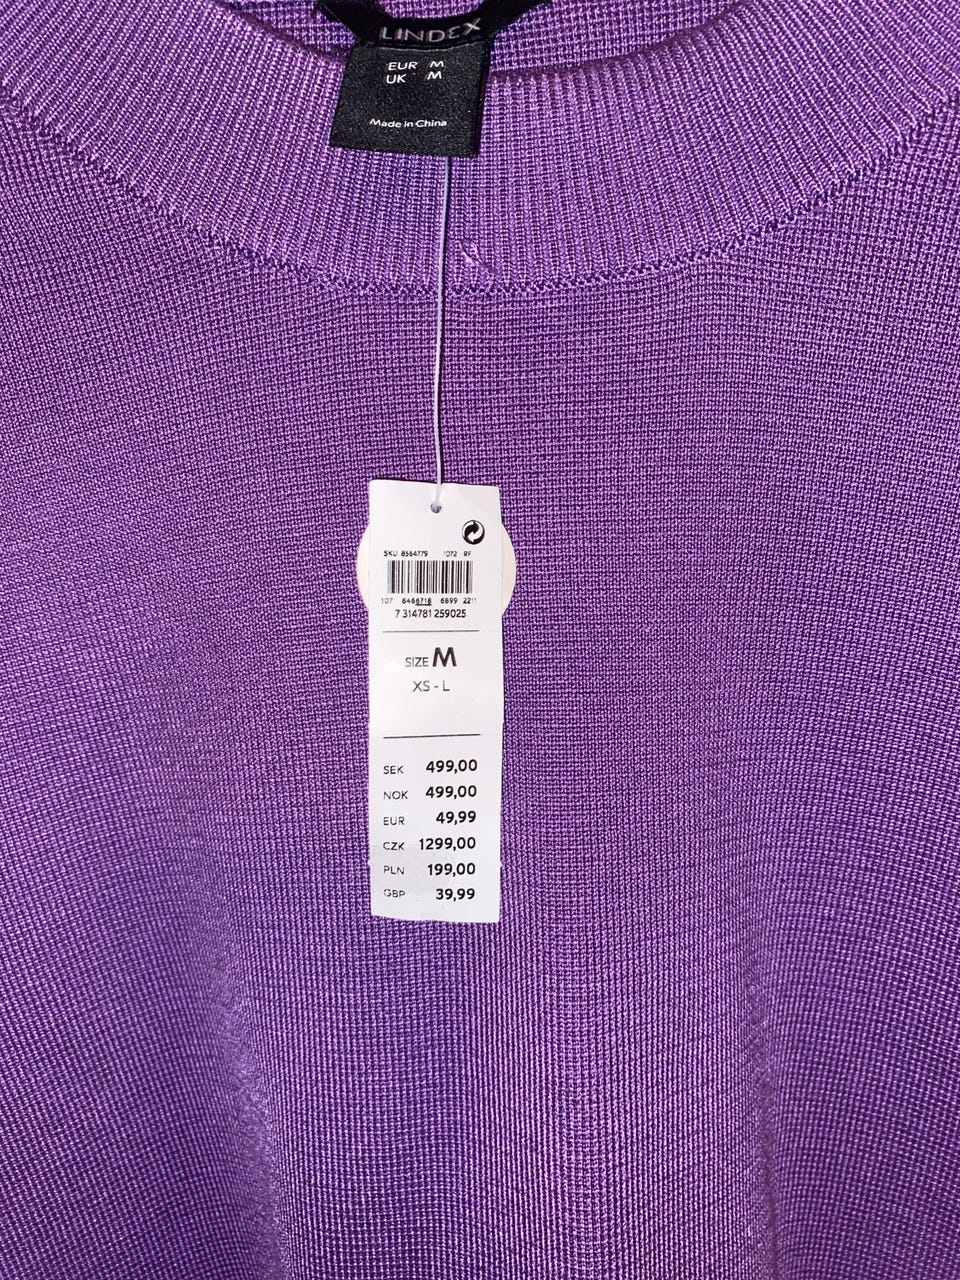 LINDEX
EUR M
UK M
Made in China
SKU 8564779 1072 RF
107 8466718 6899 2211
7 314781 259025
SIZE M
XS - L
SEK 499,00
NOK 499,00
EUR 49,99
CZK 1299,00
PLN 199,00
GBP 39,99